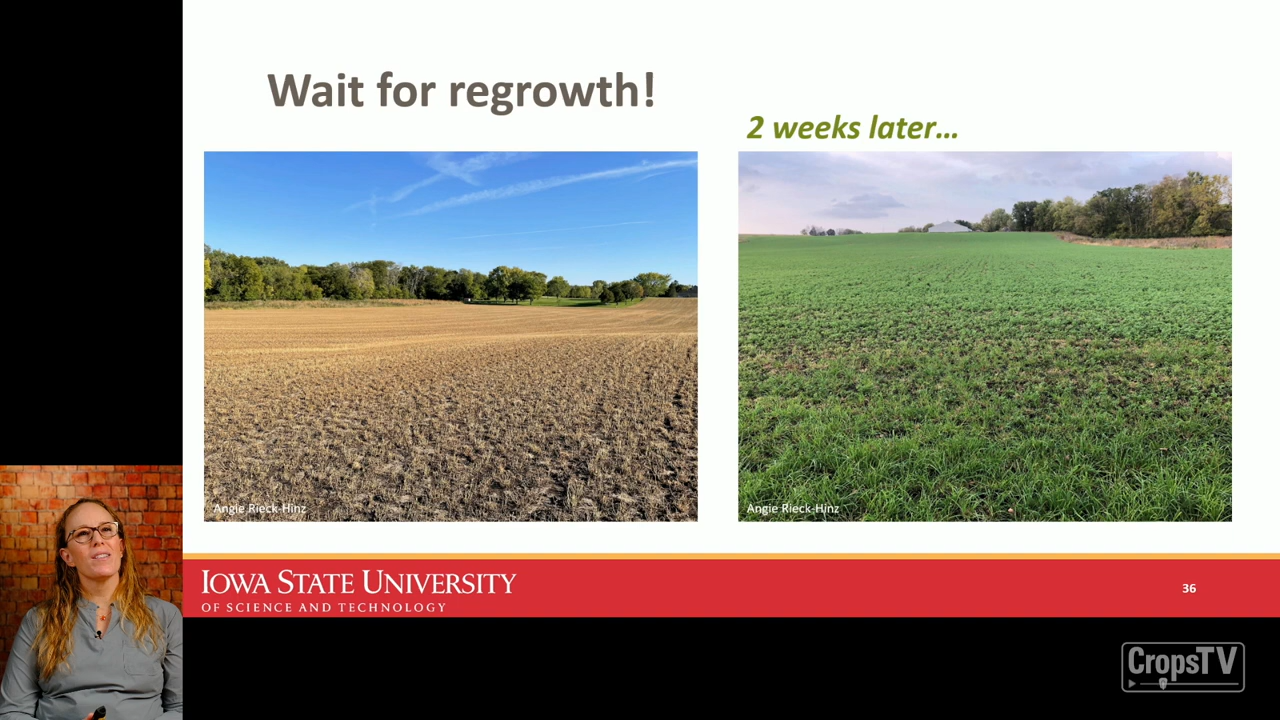 Wait for regrowth!
2 weeks later...
Angie Rieck-Hinz
Angie Rieck-Hinz
IOWA STATE UNIVERSITY
OF SCIENCE AND TECHNOLOGY
36
CropsTV